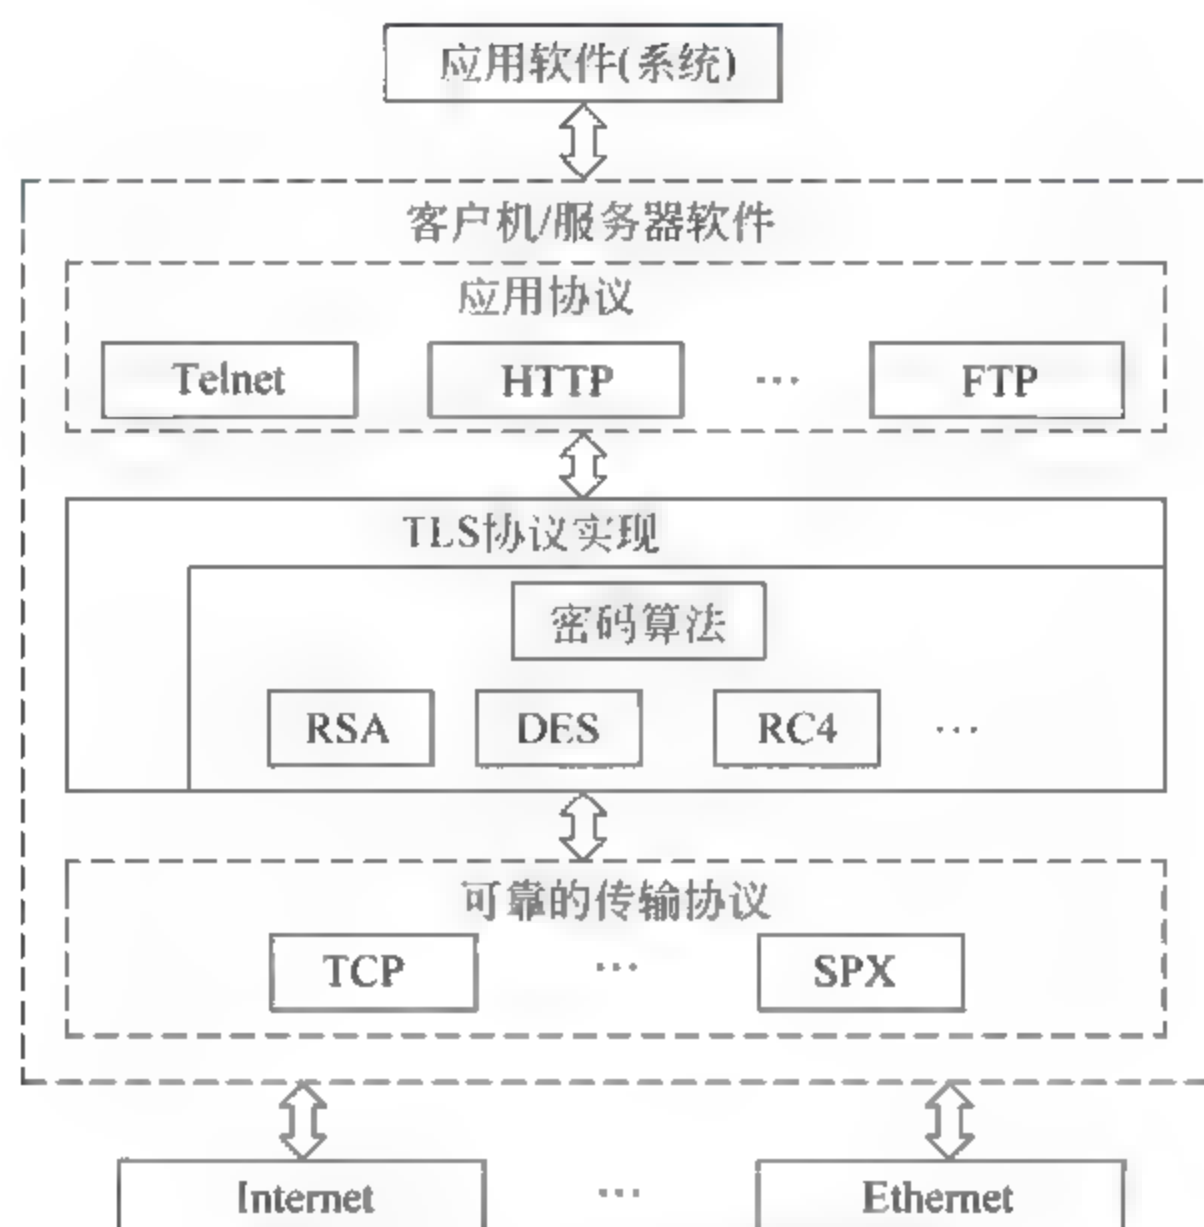 应用软件(系统)
客户机/服务器软件
应用协议
Telnet HTTP … FTP
TLS协议实现
密码算法
RSA DES RC4 …
可靠的传输协议
TCP … SPX
Internet … Ethernet